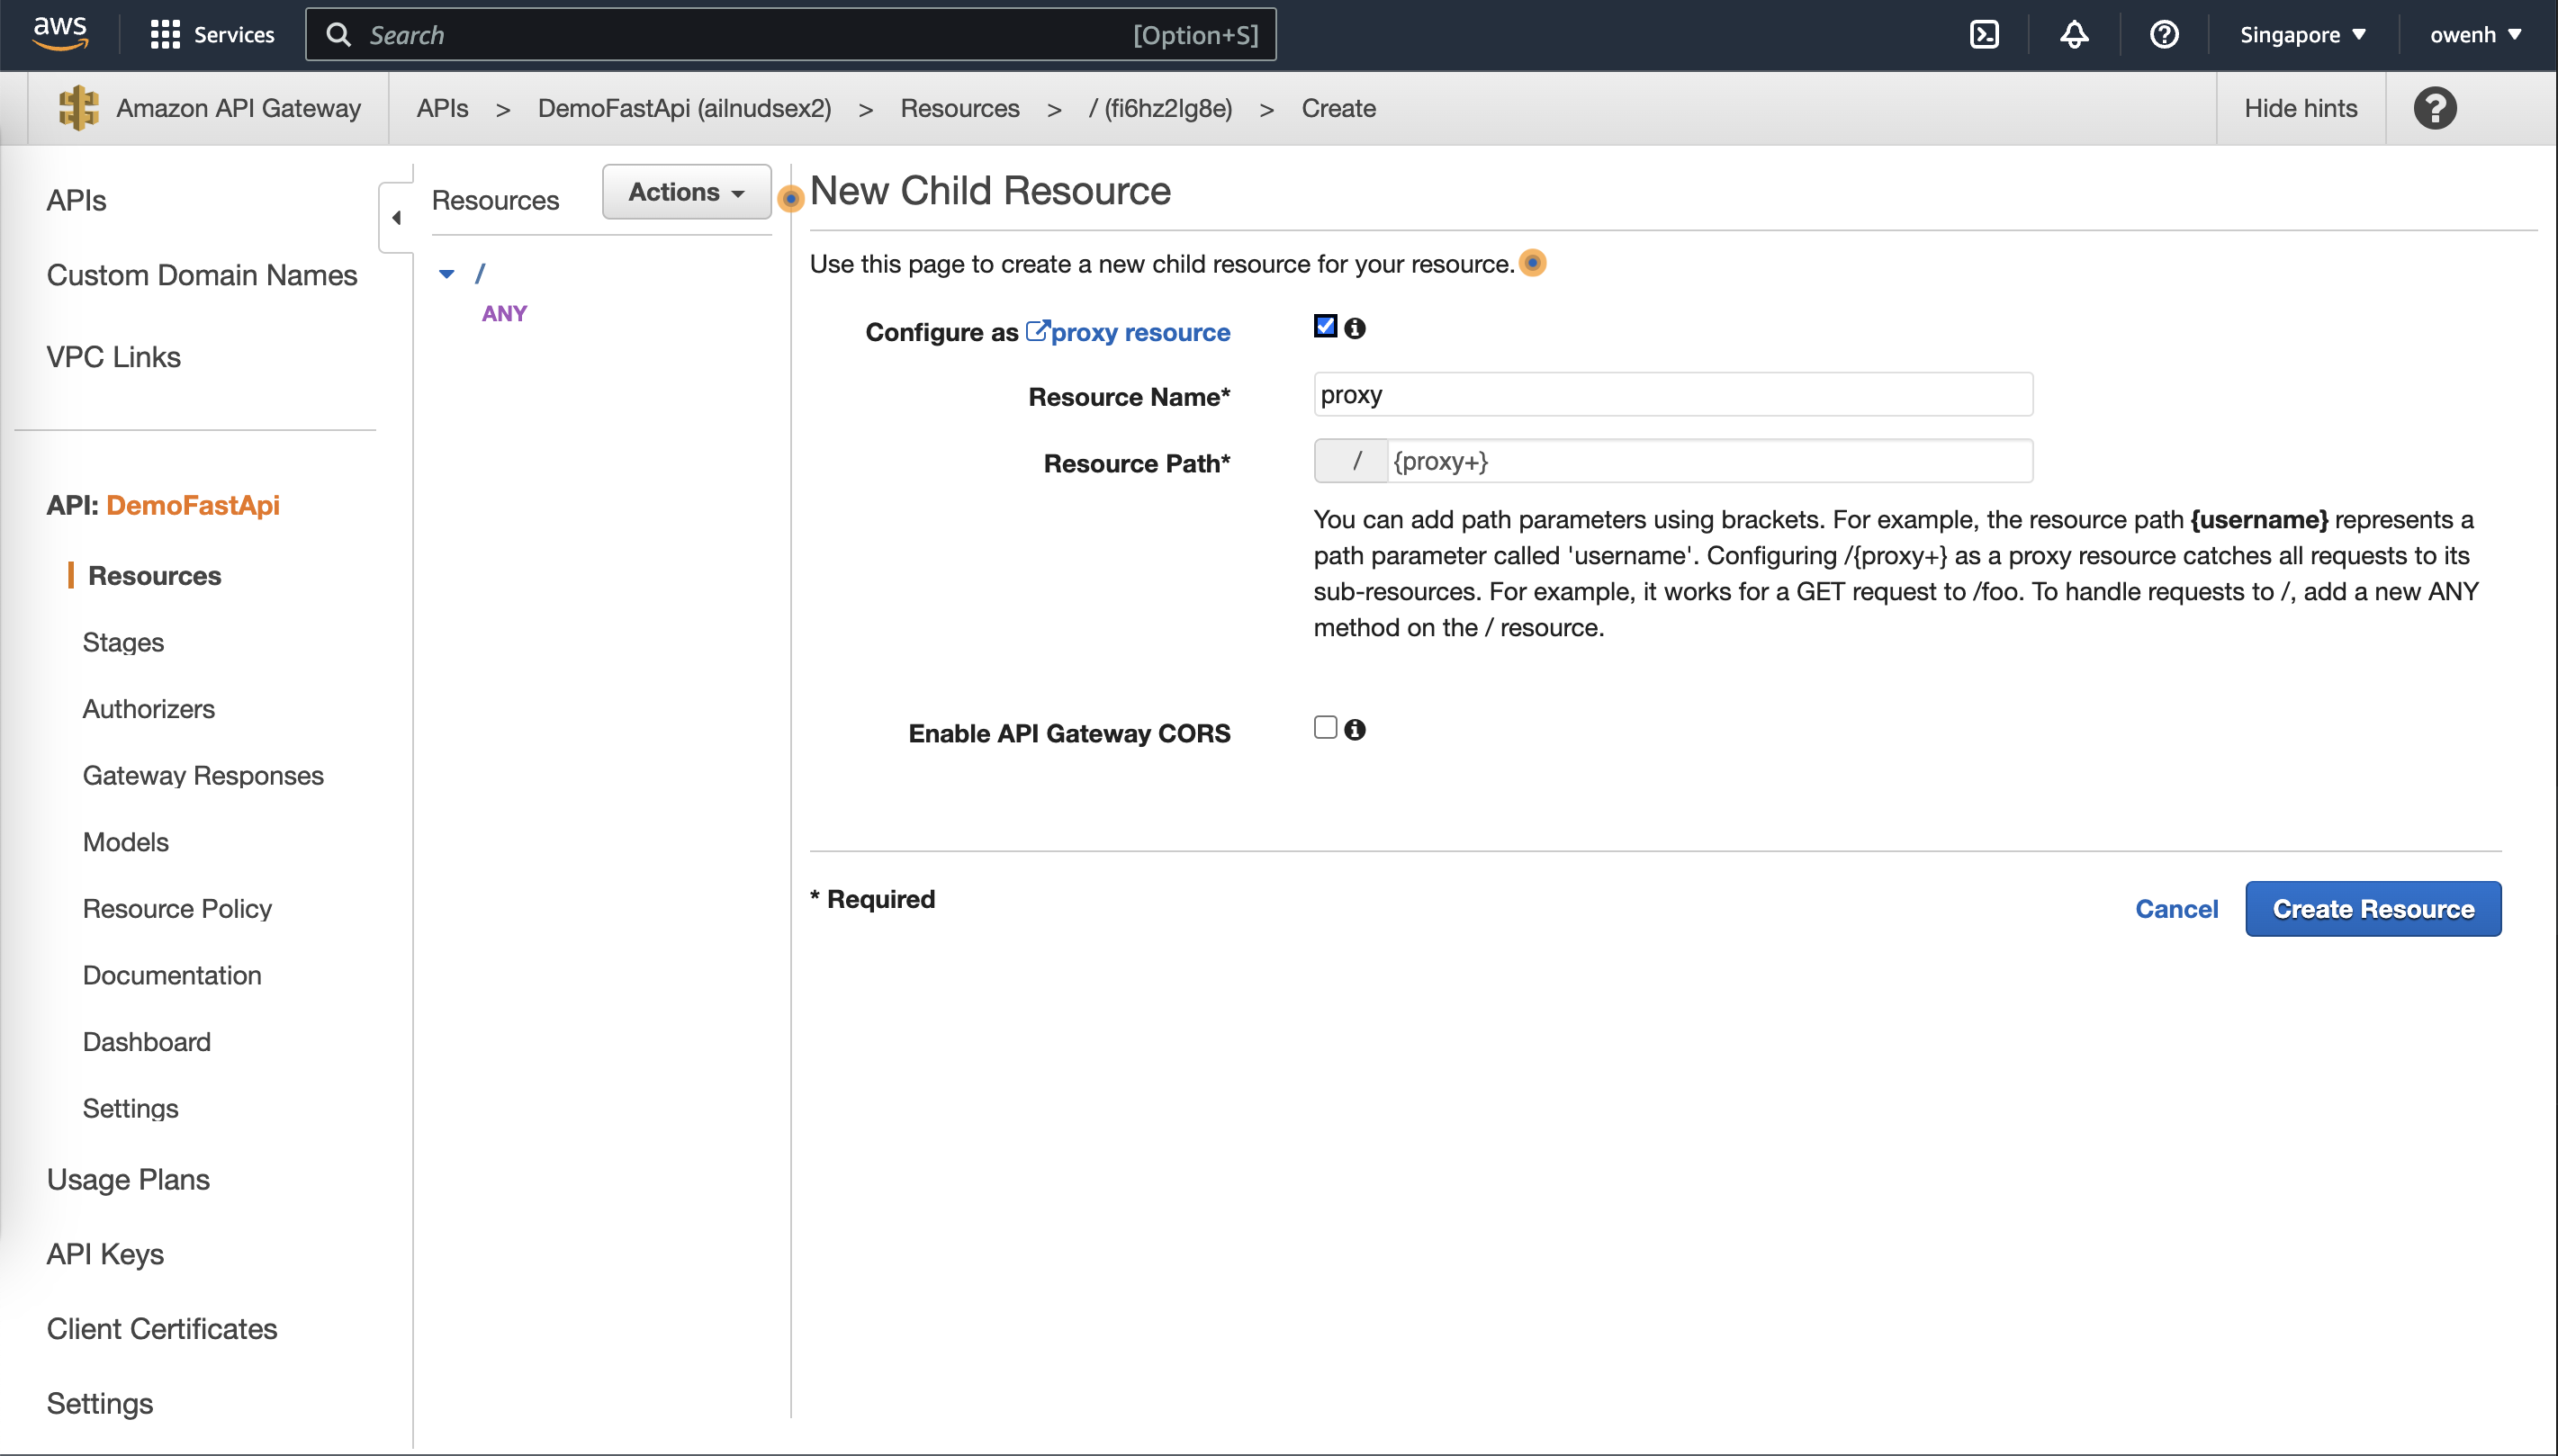 aws
Services
Search
[Option+S]
Singapore ▼
owenh ▼
Amazon API Gateway
APIs > DemoFastApi (ailnudsex2) > Resources > / (fi6hz2lg8e) > Create
Hide hints
APIs
Custom Domain Names
VPC Links
API: DemoFastApi
Resources
Stages
Authorizers
Gateway Responses
Models
Resource Policy
Documentation
Dashboard
Settings
Usage Plans
API Keys
Client Certificates
Settings
Resources
Actions
/
ANY
New Child Resource
Use this page to create a new child resource for your resource.
Configure as proxy resource
Resource Name*
proxy
Resource Path*
/ {proxy+}
You can add path parameters using brackets. For example, the resource path {username} represents a
path parameter called 'username'. Configuring /{proxy+} as a proxy resource catches all requests to its
sub-resources. For example, it works for a GET request to /foo. To handle requests to /, add a new ANY
method on the / resource.
Enable API Gateway CORS
* Required
Cancel
Create Resource